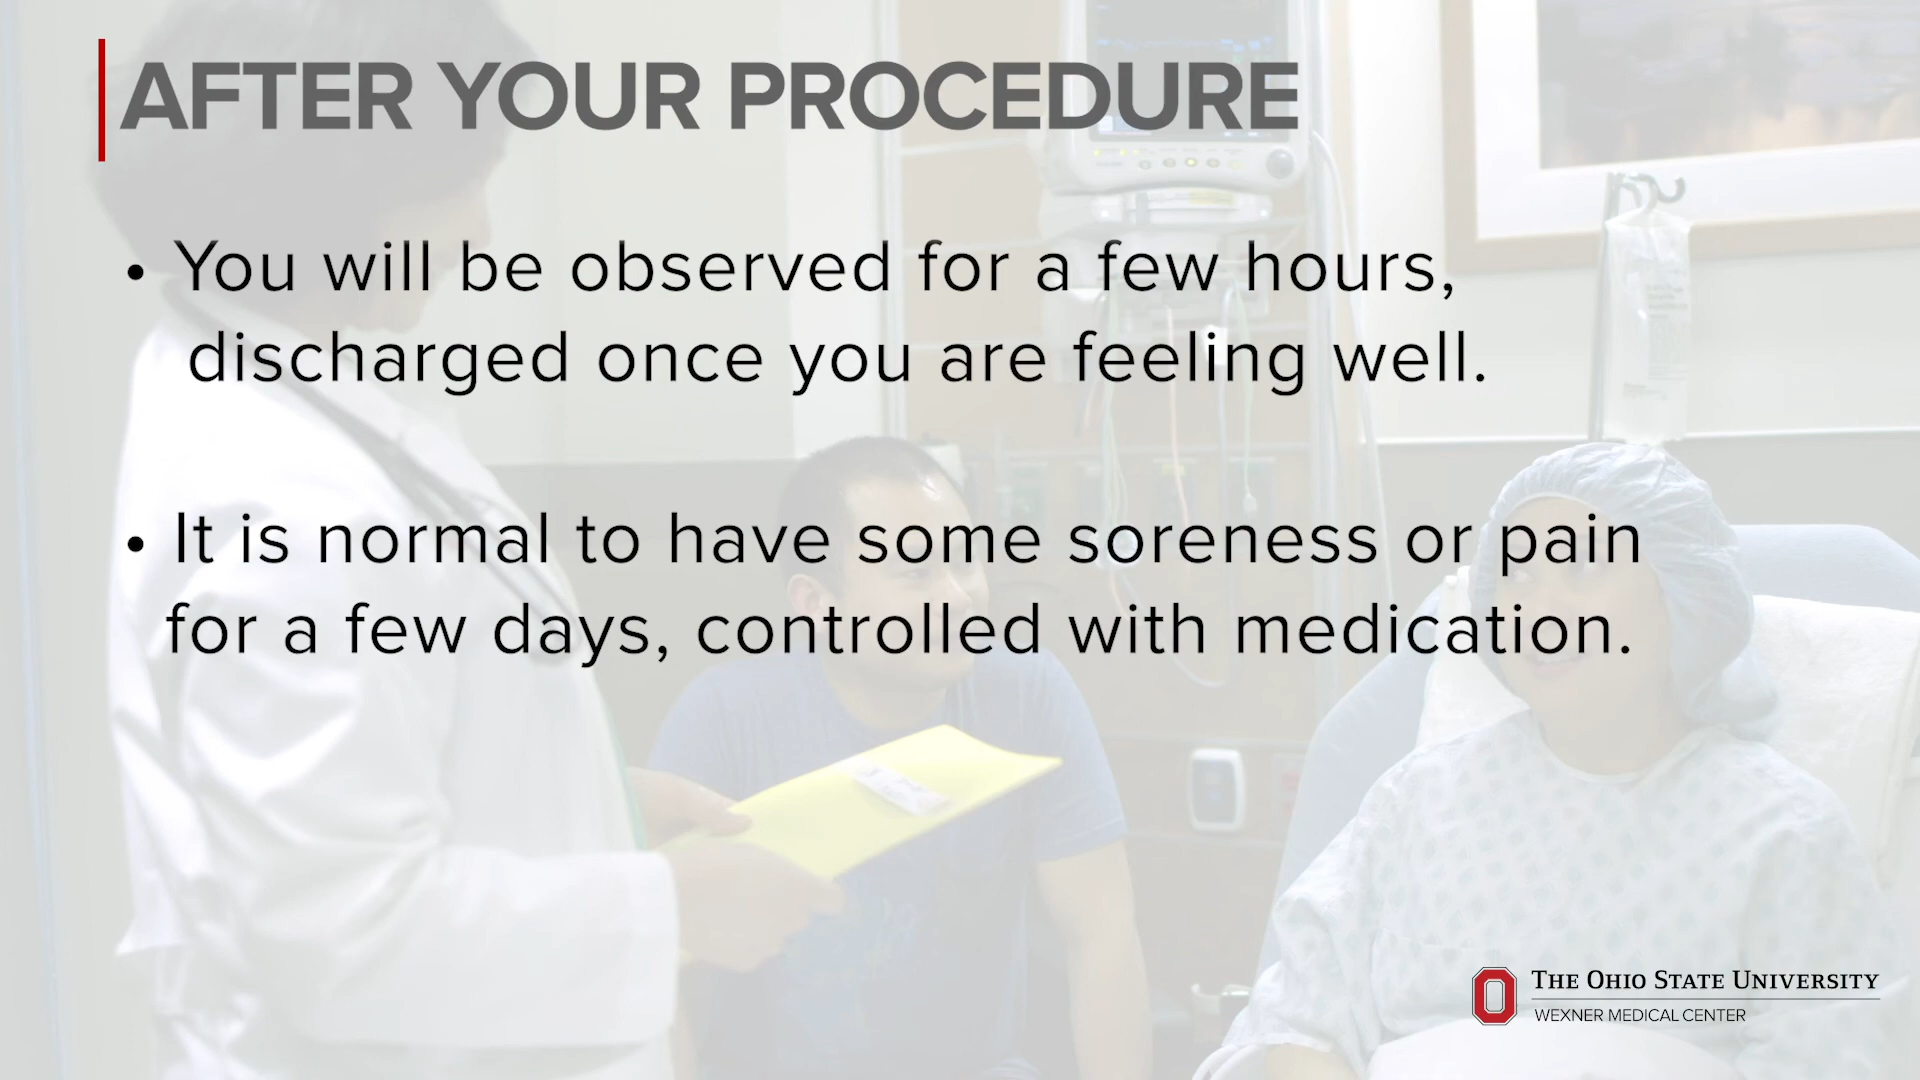 AFTER YOUR PROCEDURE
• You will be observed for a few hours,
discharged once you are feeling well.
• It is normal to have some soreness or pain
for a few days, controlled with medication.
THE OHIO STATE UNIVERSITY
WEXNER MEDICAL CENTER